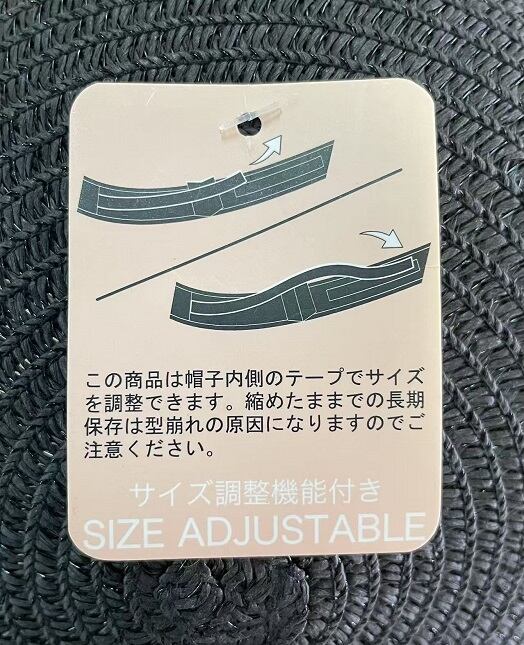 この商品は帽子内側のテープでサイズ
を調整できます。縮めたままでの長期
保存は型崩れの原因になりますのでご
注意ください。
サイズ調整機能付き
SIZE ADJUSTABLE